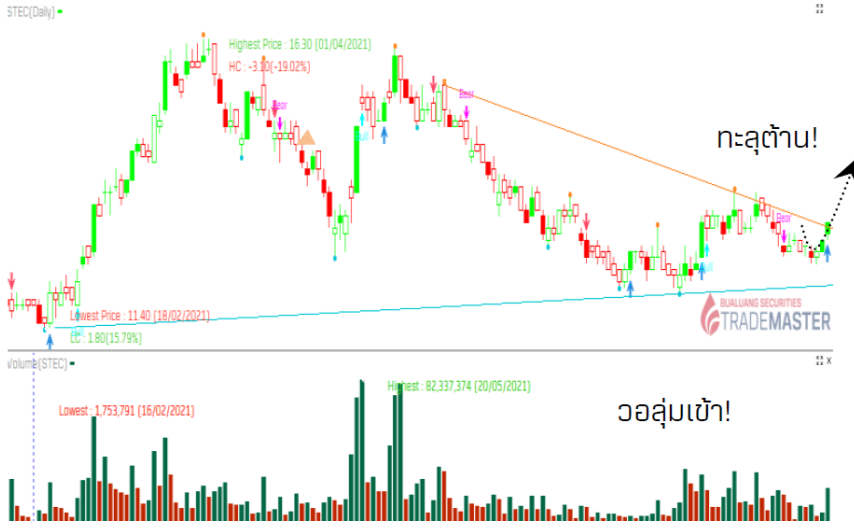 STEC(Daily)
Highest Price : 16.30 (01/04/2021)
HC : -3.10(-19.02%)
Bear
Bear
ทะลุต้าน!
Bull
Bear
Bull
Lowest Price : 11.40 (18/02/2021)
LC : 1.80(15.79%)
BUALUANG SECURITIES
TRADEMASTER
Volume(STEC)
Highest : 82,337,374 (20/05/2021)
Lowest : 1,753,791 (16/02/2021)
วอลุ่มเข้า!